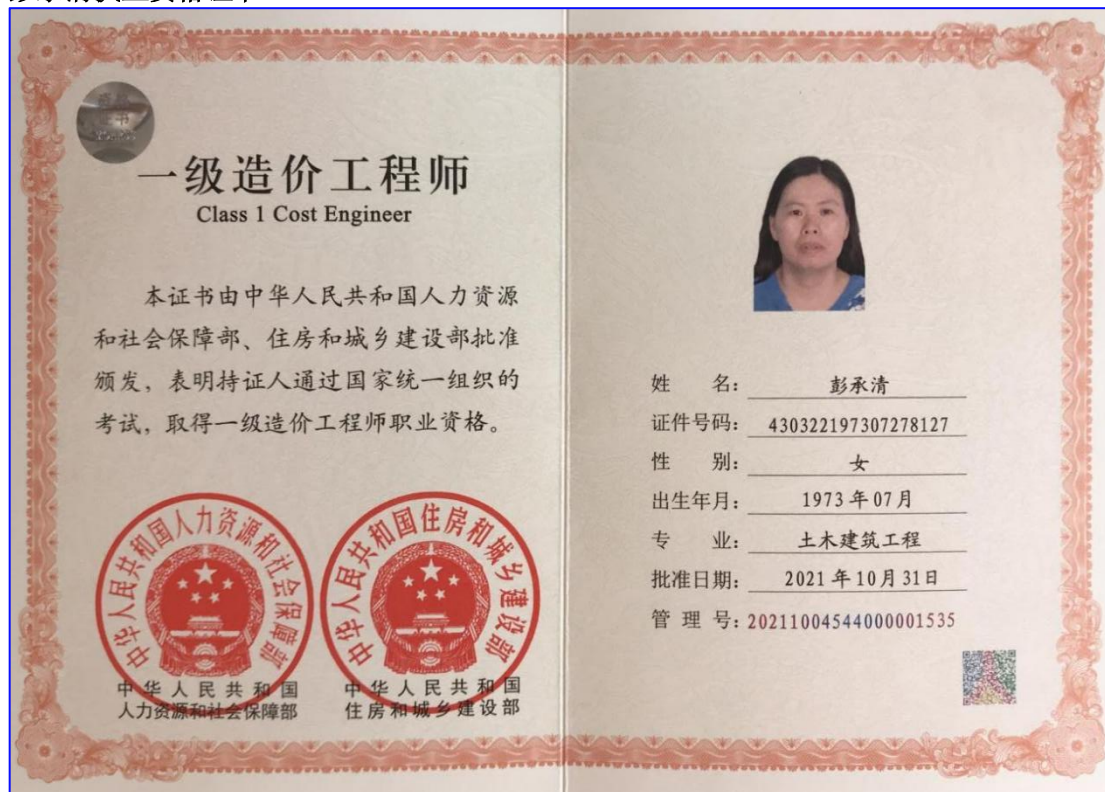 一级造价工程师
Class 1 Cost Engineer
本证书由中华人民共和国人力资源
和社会保障部、住房和城乡建设部批准
颁发，表明持证人通过国家统一组织的
考试，取得一级造价工程师职业资格。
中华人民共和国人力资源和社会保障部
中华人民共和国住房和城乡建设部
中华人民共和国
人力资源和社会保障部
中华人民共和国
住房和城乡建设部
姓 名：彭承清
证件号码：430322197307278127
性 别：女
出生年月：1973年07月
专 业：土木建筑工程
批准日期：2021年10月31日
管 理 号：20211004544000001535